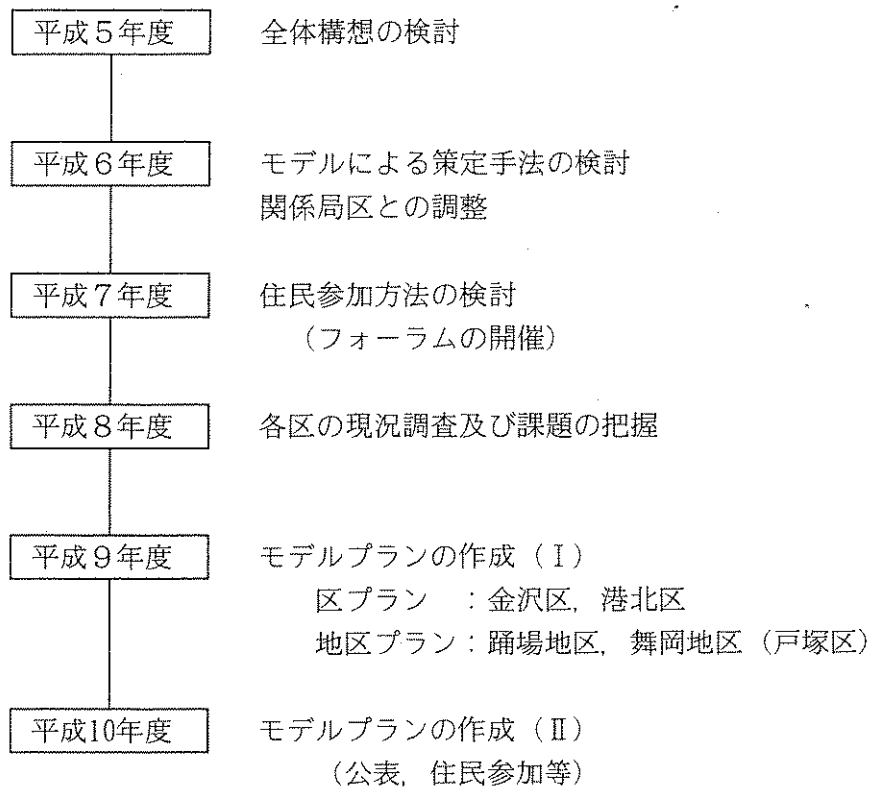 平成5年度　全体構想の検討
平成6年度　モデルによる策定手法の検討
関係局区との調整
平成7年度　住民参加方法の検討
（フォーラムの開催）
平成8年度　各区の現況調査及び課題の把握
平成9年度　モデルプランの作成（Ⅰ）
区プラン　：金沢区，港北区
地区プラン：踊場地区，舞岡地区（戸塚区）
平成10年度　モデルプランの作成（Ⅱ）
（公表，住民参加等）